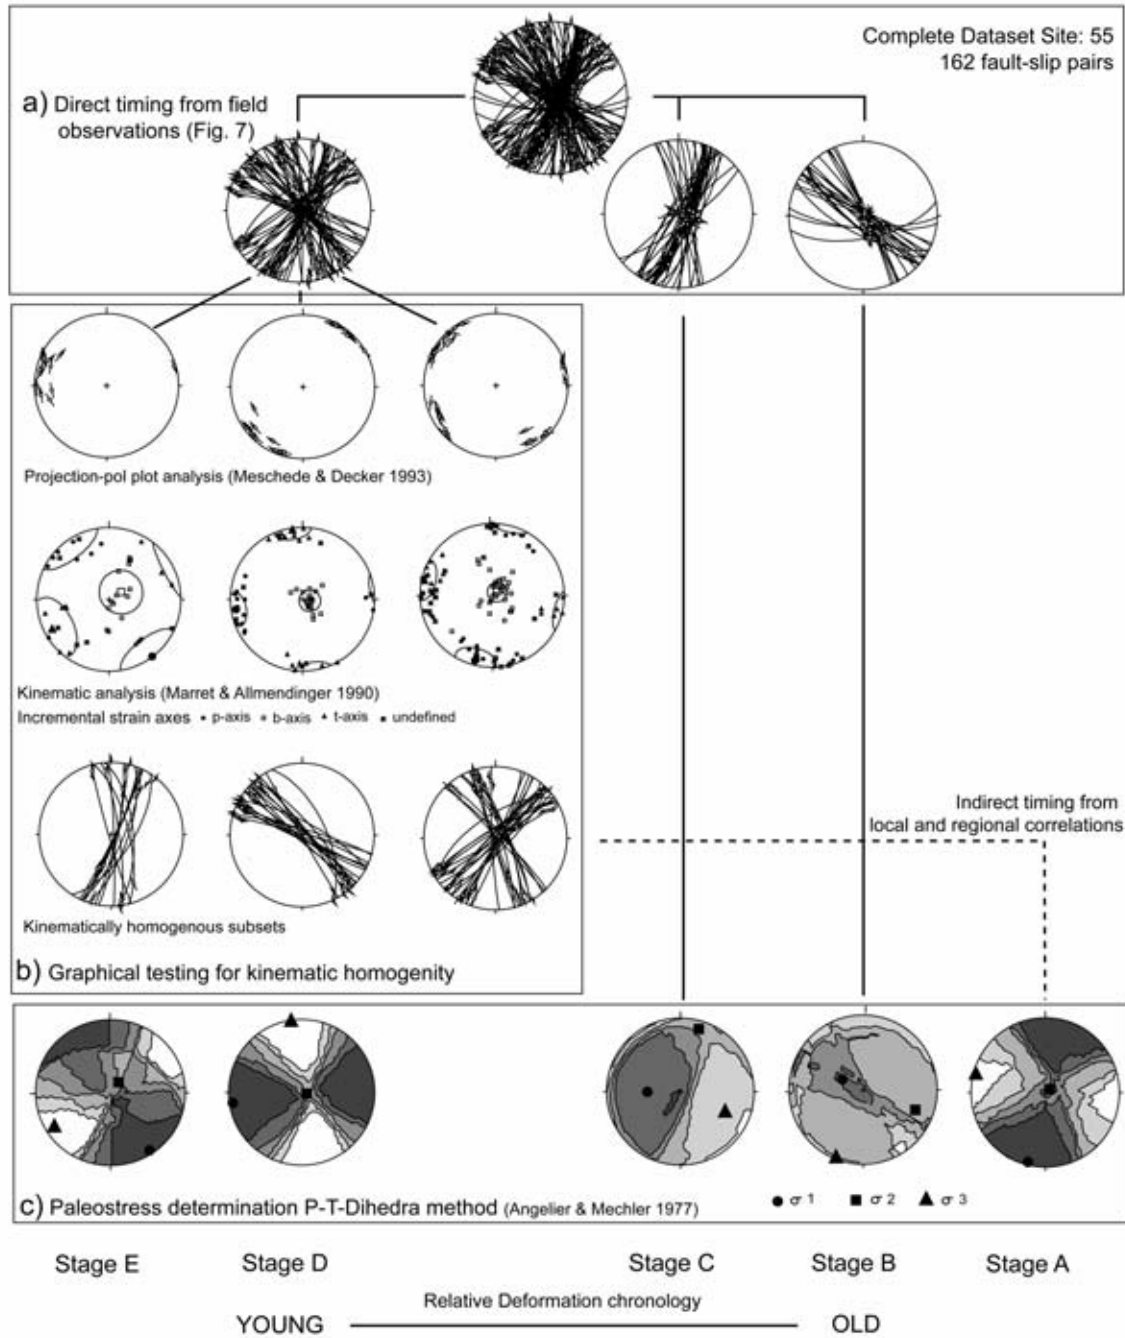 Complete Dataset Site: 55
162 fault-slip pairs
a) Direct timing from field
observations (Fig. 7)
Projection-pol plot analysis (Meschede & Decker 1993)
Kinematic analysis (Marret & Allmendinger 1990)
Incremental strain axes • p-axis ▫ b-axis ▲ t-axis ▪ undefined
Indirect timing from
local and regional correlations
Kinematically homogenous subsets
b) Graphical testing for kinematic homogenity
c) Paleostress determination P-T-Dihedra method (Angelier & Mechler 1977)
● σ 1 ■ σ 2 ▲ σ 3
Stage E Stage D Stage C Stage B Stage A
Relative Deformation chronology
YOUNG OLD